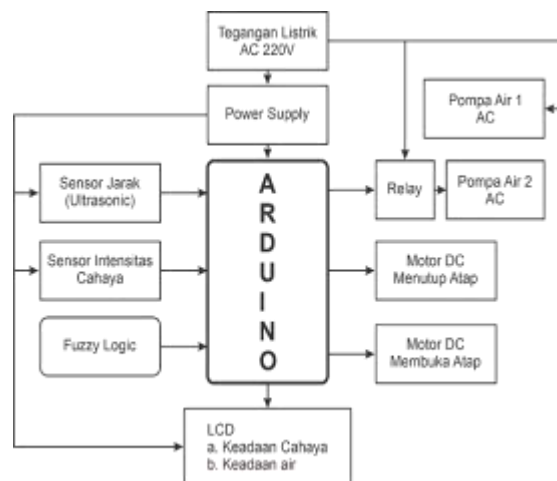 Tegangan Listrik
AC 220V
Power Supply
Pompa Air 1
AC
Sensor Jarak
(Ultrasonic)
ARDUINO
Relay
Pompa Air 2
AC
Sensor Intensitas
Cahaya
Motor DC
Menutup Atap
Fuzzy Logic
Motor DC
Membuka Atap
LCD
a. Keadaan Cahaya
b. Keadaan air